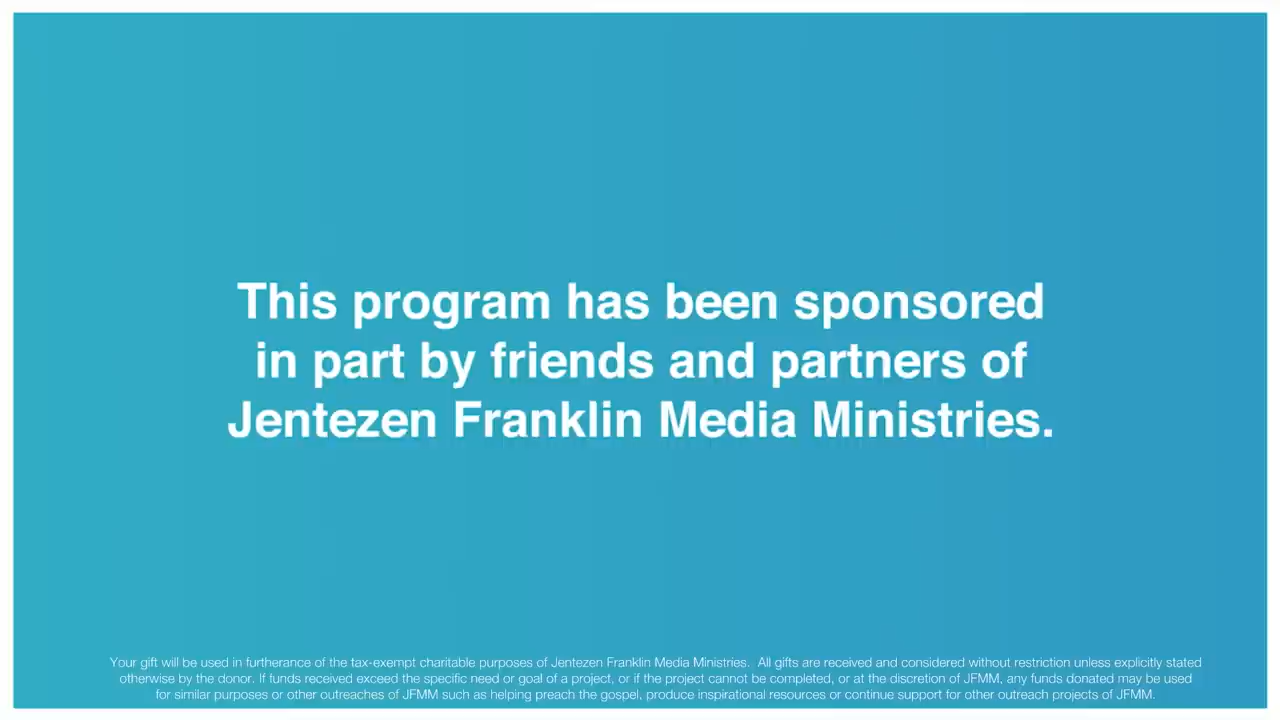 This program has been sponsored
in part by friends and partners of
Jentezen Franklin Media Ministries.
Your gift will be used in furtherance of the tax-exempt charitable purposes of Jentezen Franklin Media Ministries.  All gifts are received and considered without restriction unless explicitly stated
otherwise by the donor. If funds received exceed the specific need or goal of a project, or if the project cannot be completed, or at the discretion of JFMM, any funds donated may be used
for similar purposes or other outreaches of JFMM such as helping preach the gospel, produce inspirational resources or continue support for other outreach projects of JFMM.